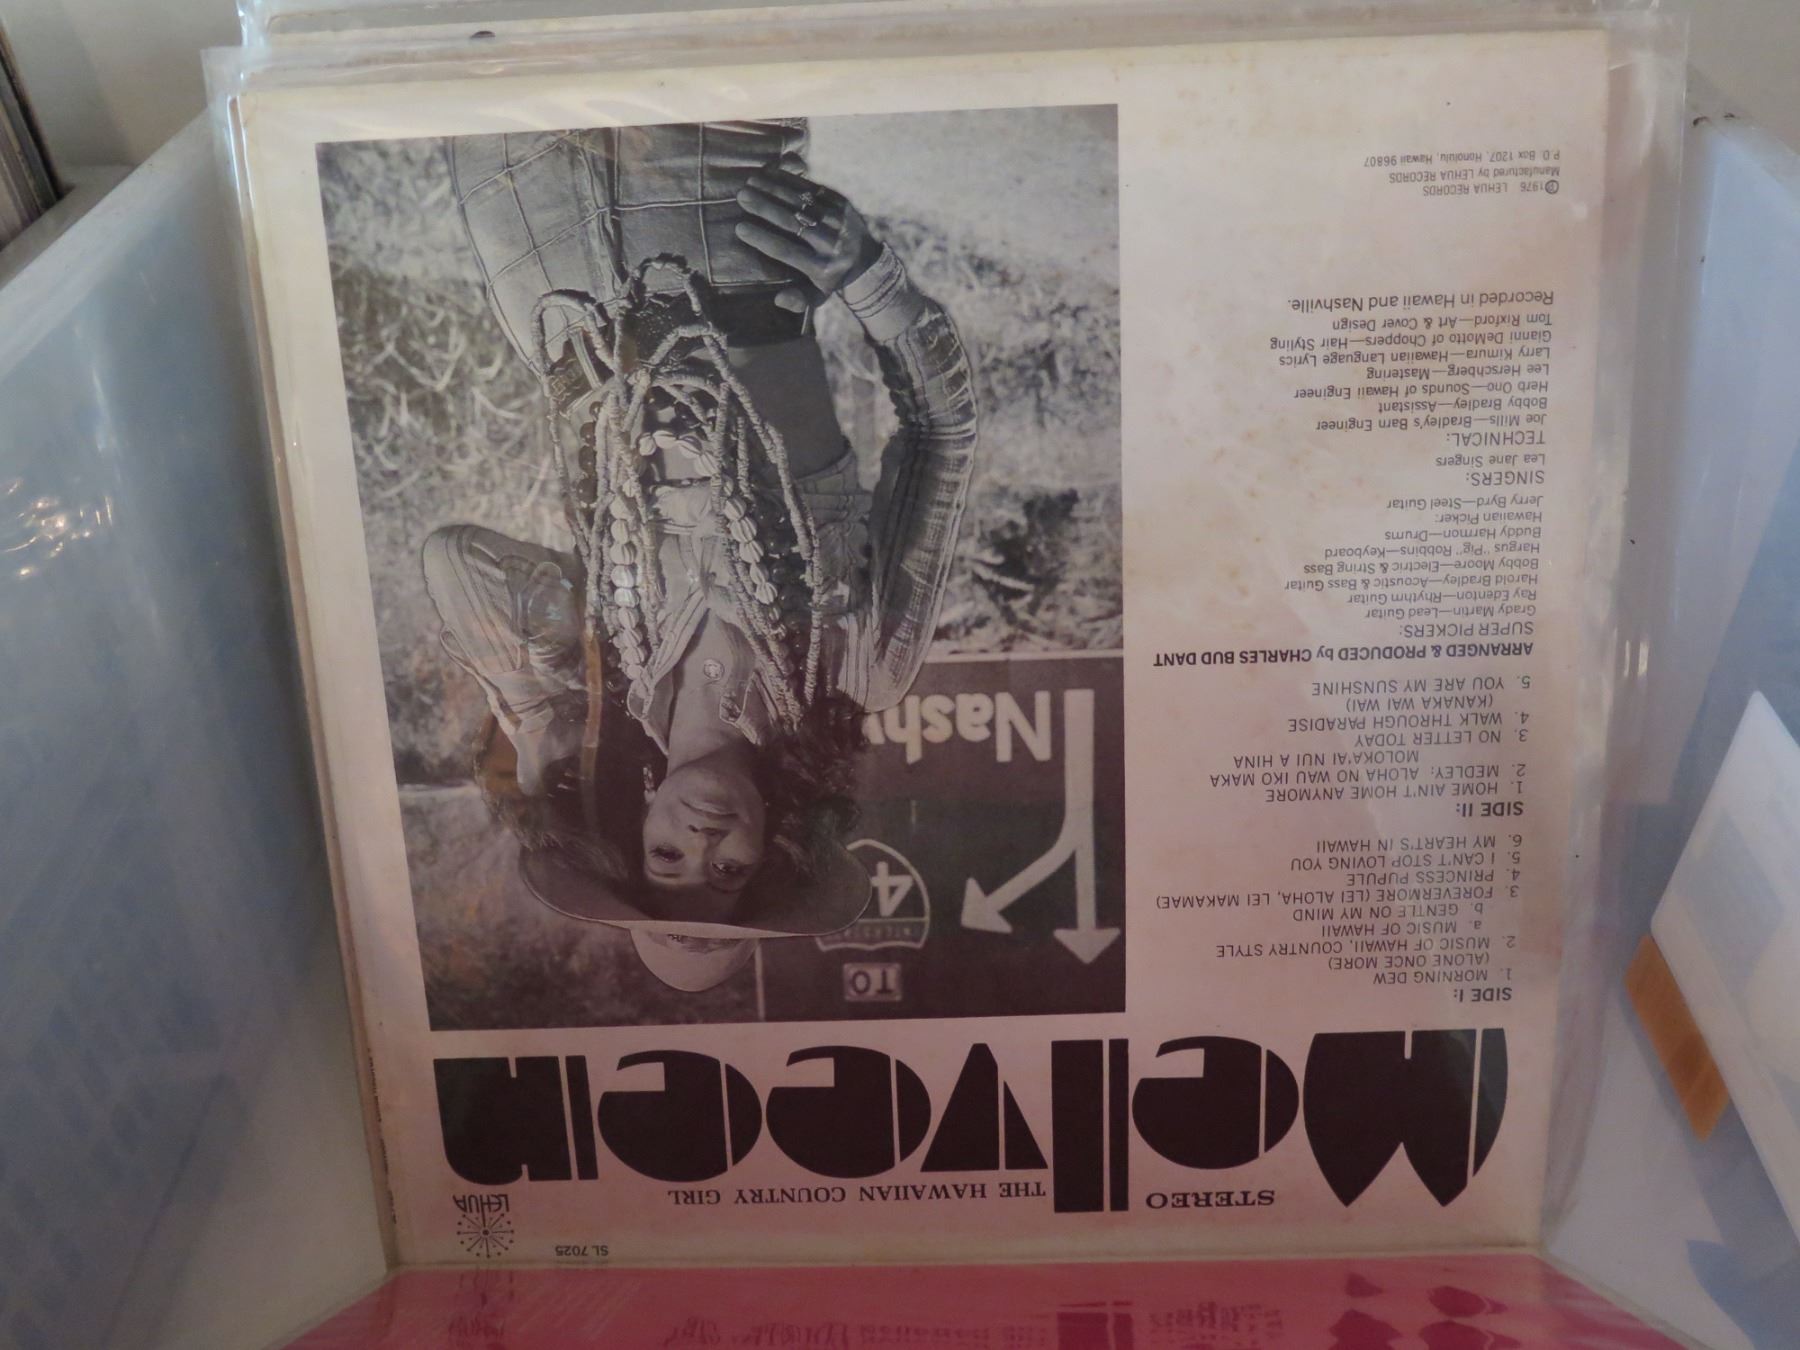 SL 7025
LEHUA
STEREO
THE HAWAIIAN COUNTRY GIRL
Melveen
SIDE I:
1. MORNING DEW
(ALONE ONCE MORE)
2. MUSIC OF HAWAII, COUNTRY STYLE
a. MUSIC OF HAWAII
b. GENTLE ON MY MIND
3. FOREVERMORE (LEI ALOHA, LEI MAKAMAE)
4. PRINCESS PUPULE
5. I CAN'T STOP LOVING YOU
6. MY HEART'S IN HAWAII
SIDE II:
1. HOME AIN'T HOME ANYMORE
2. MEDLEY: ALOHA NO WAU IKO MAKA
MOLOKA'AI NUI A HINA
3. NO LETTER TODAY
4. WALK THROUGH PARADISE
(KANAKA WAI WAI)
5. YOU ARE MY SUNSHINE
ARRANGED & PRODUCED by CHARLES BUD DANT
SUPER PICKERS:
Grady Martin—Lead Guitar
Ray Edenton—Rhythm Guitar
Harold Bradley—Acoustic & Bass Guitar
Bobby Moore—Electric & String Bass
Hargus "Pig" Robbins—Keyboard
Buddy Harmon—Drums
Hawaiian Picker:
Jerry Byrd—Steel Guitar
SINGERS:
Lea Jane Singers
TECHNICAL:
Joe Mills—Bradley's Barn Engineer
Bobby Bradley—Assistant
Herb Ono—Sounds of Hawaii Engineer
Lee Herschberg—Mastering
Larry Kimura—Hawaiian Language Lyrics
Gianni DeMotto of Choppers—Hair Styling
Tom Rixford—Art & Cover Design
Recorded in Hawaii and Nashville.
℗1976 LEHUA RECORDS
Manufactured by LEHUA RECORDS
P.O. Box 1207, Honolulu, Hawaii 96807
TO
INTERSTATE
4
Nashv